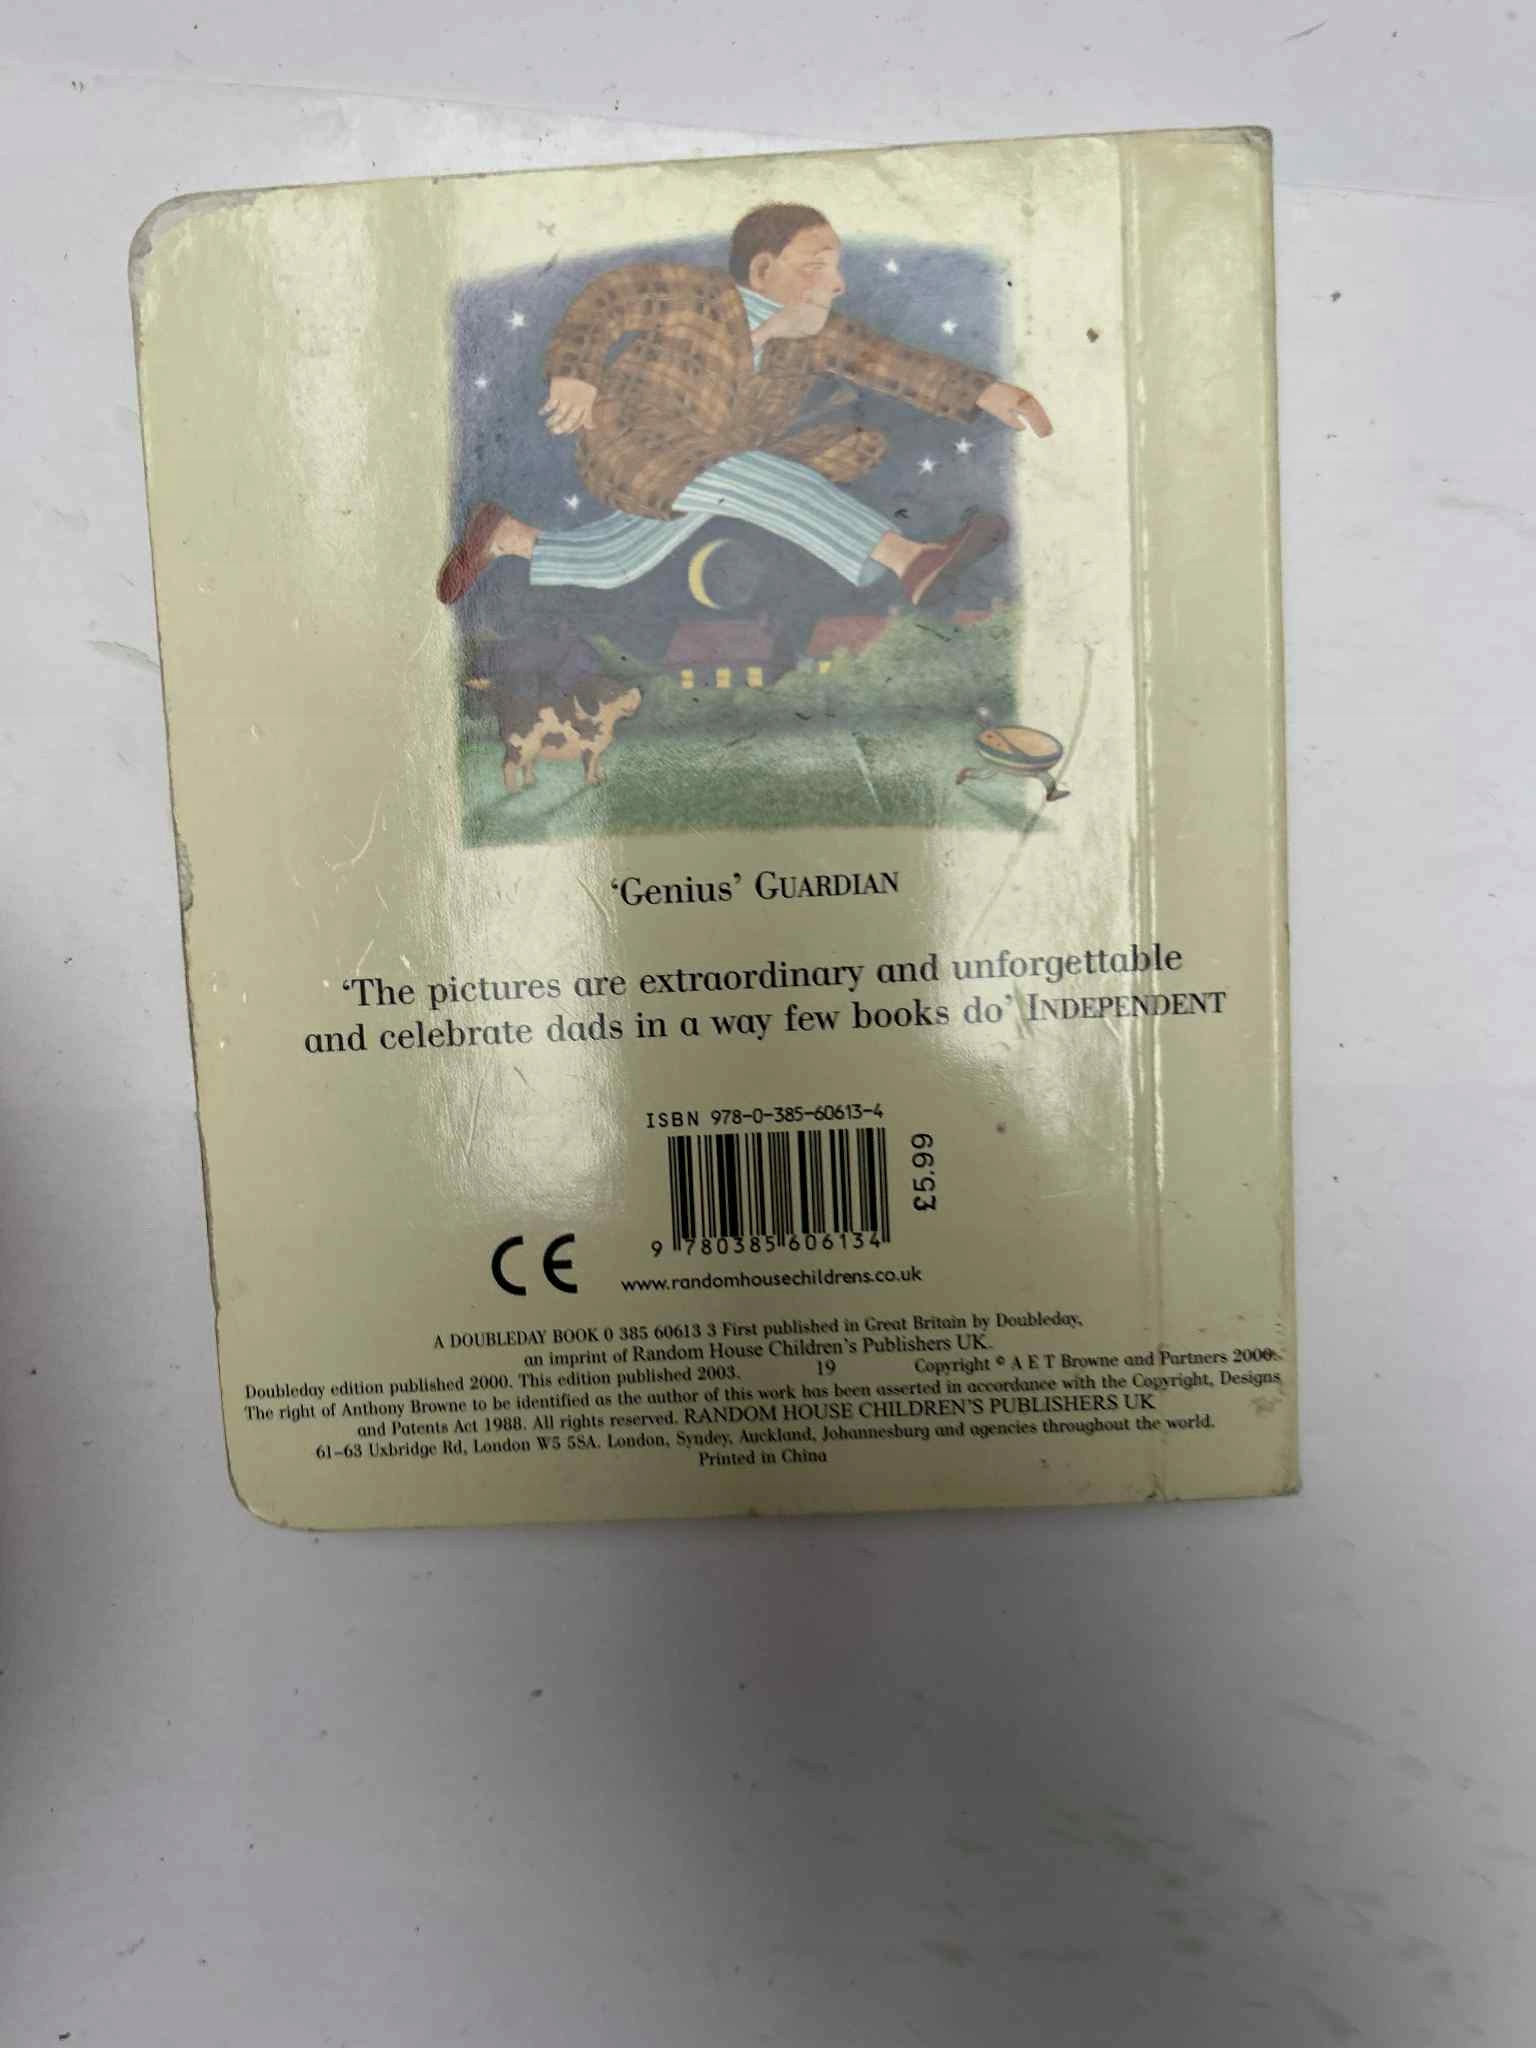 ‘Genius’ GUARDIAN
‘The pictures are extraordinary and unforgettable
and celebrate dads in a way few books do’ INDEPENDENT
ISBN 978-0-385-60613-4
£5.99
9 780385 606134
CE
www.randomhousechildrens.co.uk
A DOUBLEDAY BOOK 0 385 60613 3 First published in Great Britain by Doubleday,
an imprint of Random House Children's Publishers UK.
Doubleday edition published 2000. This edition published 2003. 19 Copyright © A E T Browne and Partners 2000.
The right of Anthony Browne to be identified as the author of this work has been asserted in accordance with the Copyright, Designs
and Patents Act 1988. All rights reserved. RANDOM HOUSE CHILDREN'S PUBLISHERS UK
61–63 Uxbridge Rd, London W5 5SA. London, Syndey, Auckland, Johannesburg and agencies throughout the world.
Printed in China